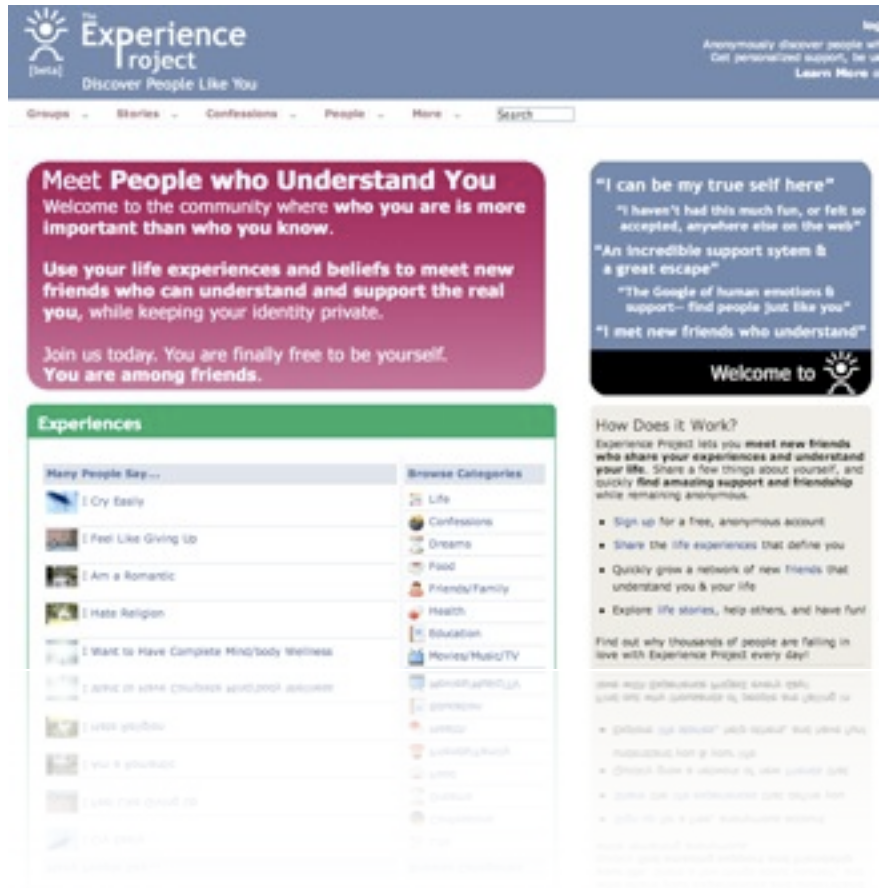 The
Experience
Project
[beta]
Discover People Like You
log
Anonymously discover people wh
Get personalized support, be us
Learn More o
Groups
Stories
Confessions
People
More
Search
Meet People who Understand You
Welcome to the community where who you are is more
important than who you know.
Use your life experiences and beliefs to meet new
friends who can understand and support the real
you, while keeping your identity private.
Join us today. You are finally free to be yourself.
You are among friends.
"I can be my true self here"
"I haven't had this much fun, or felt so
accepted, anywhere else on the web"
"An incredible support sytem &
a great escape"
"The Google of human emotions &
support— find people just like you"
"I met new friends who understand"
Welcome to
Experiences
Many People Say...
I Cry Easily
I Feel Like Giving Up
I Am a Romantic
I Hate Religion
I Want to Have Complete Mind/body Wellness
Browse Categories
Life
Confessions
Dreams
Food
Friends/Family
Health
Education
Movies/Music/TV
How Does it Work?
Experience Project lets you meet new friends
who share your experiences and understand
your life. Share a few things about yourself, and
quickly find amazing support and friendship
while remaining anonymous.
Sign up for a free, anonymous account
Share the life experiences that define you
Quickly grow a network of new friends that
understand you & your life
Explore life stories, help others, and have fun!
Find out why thousands of people are falling in
love with Experience Project every day!